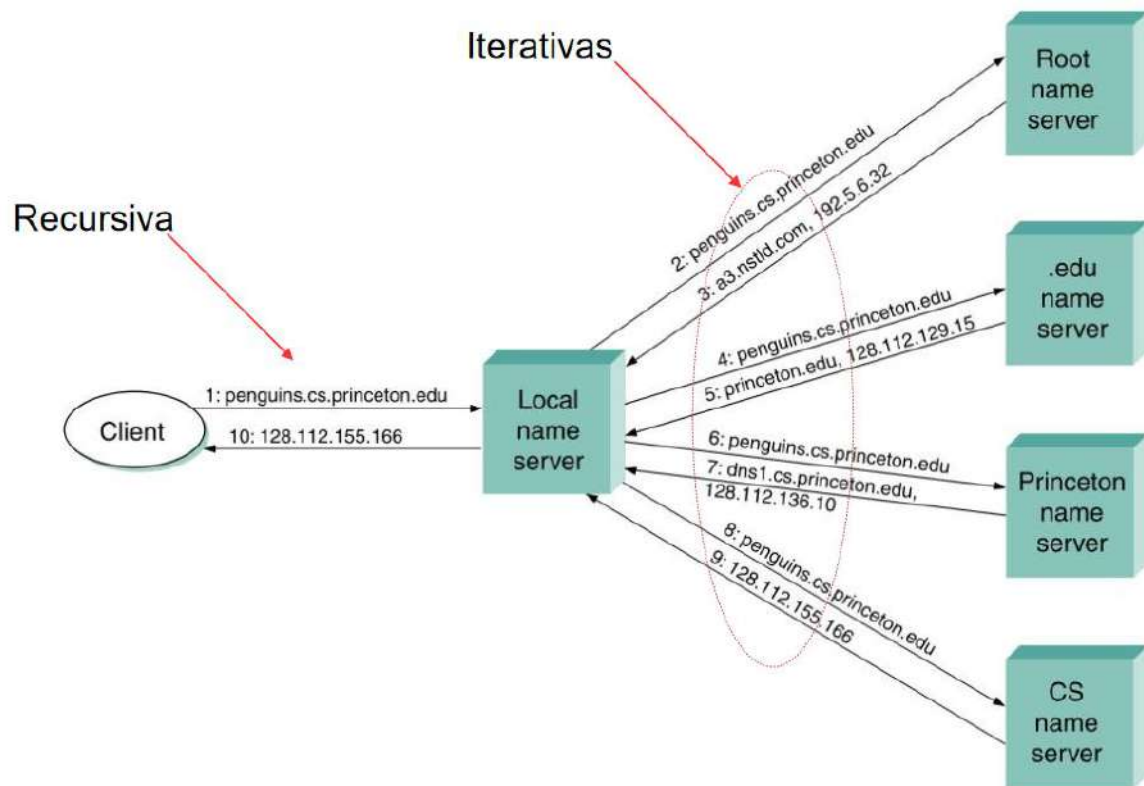 Iterativas
Recursiva
Root
name
server
2: penguins.cs.princeton.edu
3: a3.nstld.com, 192.5.6.32
.edu
name
server
4: penguins.cs.princeton.edu
5: princeton.edu, 128.112.129.15
Client
1: penguins.cs.princeton.edu
10: 128.112.155.166
Local
name
server
6: penguins.cs.princeton.edu
7: dns1.cs.princeton.edu,
128.112.136.10
Princeton
name
server
8: penguins.cs.princeton.edu
9: 128.112.155.166
CS
name
server